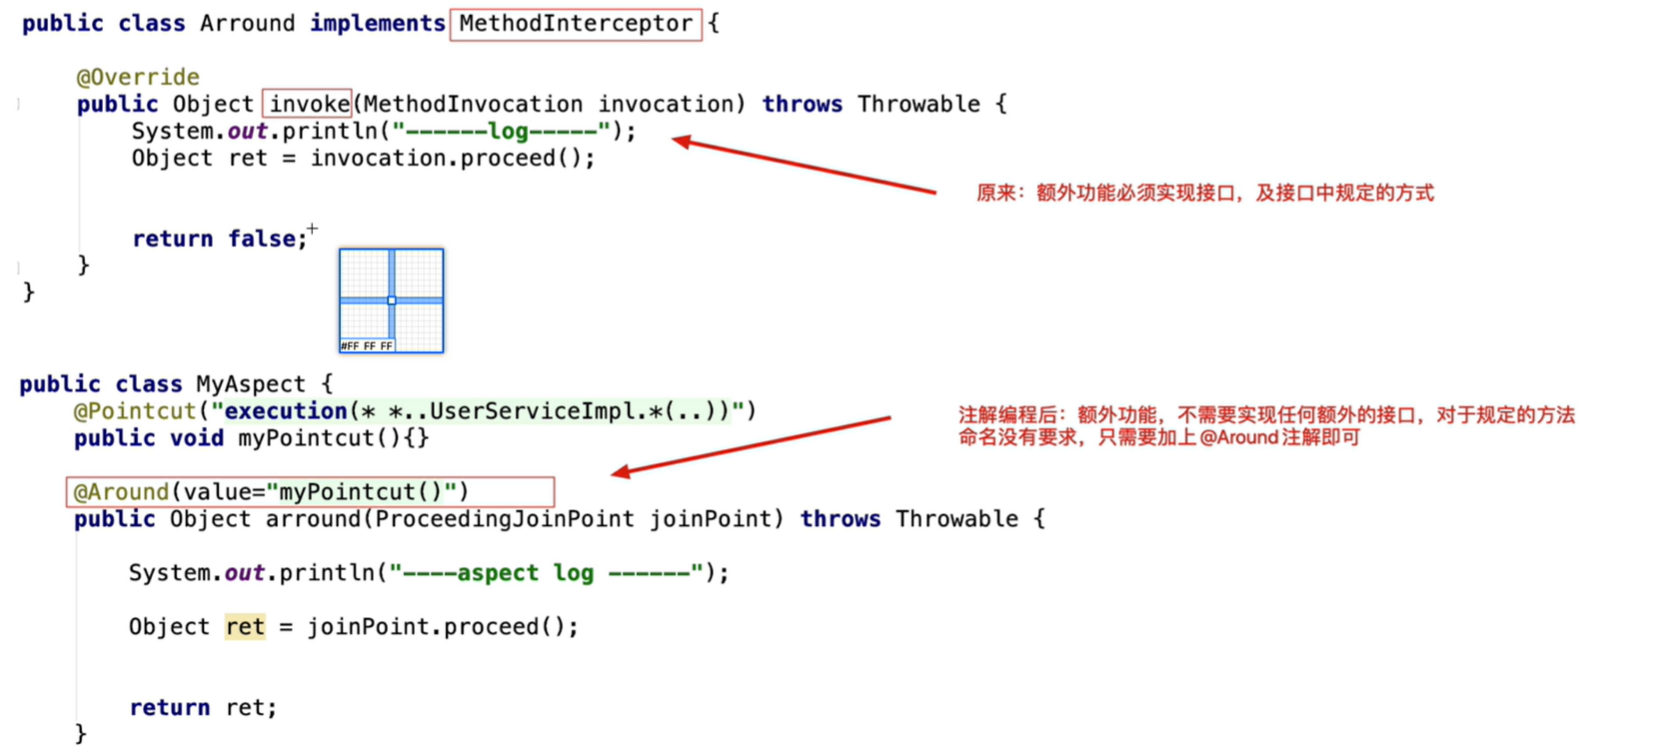 public class Arround implements MethodInterceptor {
@Override
public Object invoke(MethodInvocation invocation) throws Throwable {
System.out.println("------log-----");
Object ret = invocation.proceed();
原来：额外功能必须实现接口，及接口中规定的方式
return false;
}
}
#FF FF FF
public class MyAspect {
@Pointcut("execution(* *..UserServiceImpl.*(..))")
public void myPointcut(){}
注解编程后：额外功能，不需要实现任何额外的接口，对于规定的方法
命名没有要求，只需要加上@Around注解即可
@Around(value="myPointcut()")
public Object arround(ProceedingJoinPoint joinPoint) throws Throwable {
System.out.println("----aspect log ------");
Object ret = joinPoint.proceed();
return ret;
}